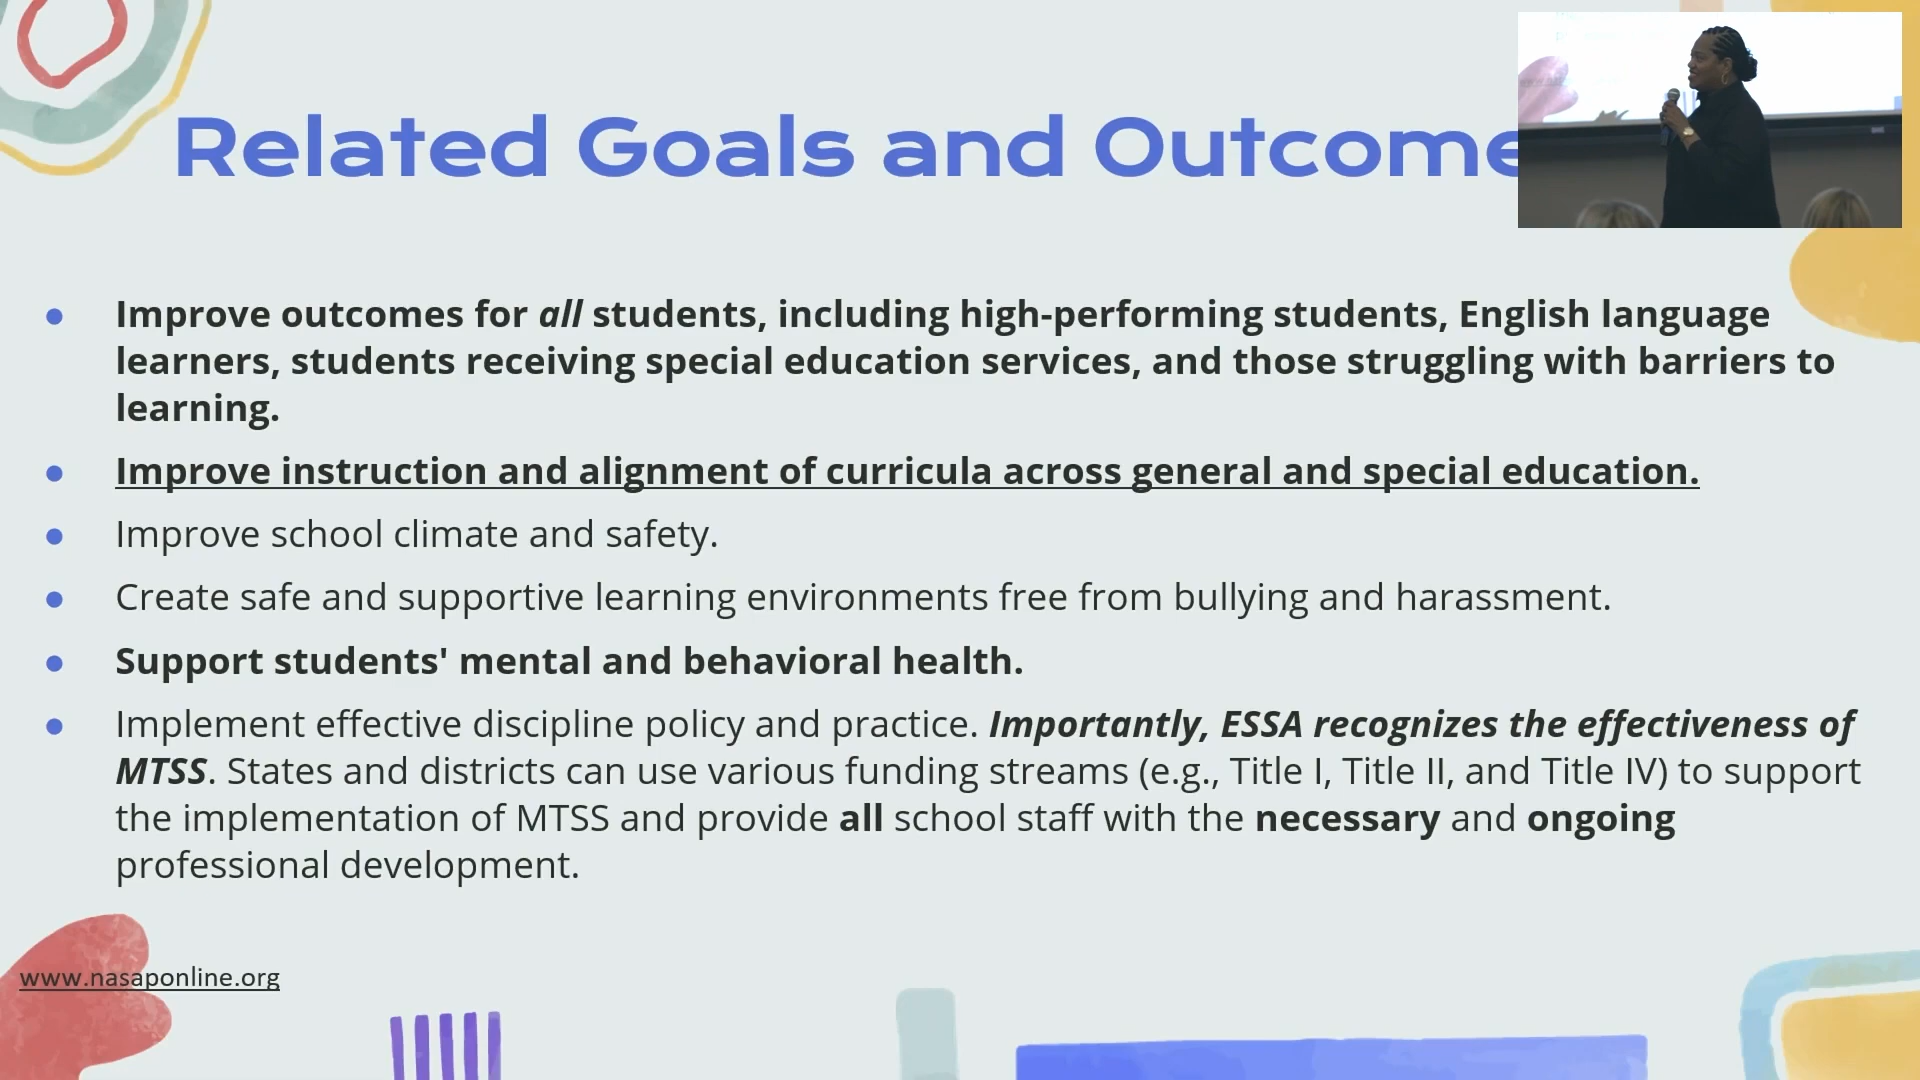 Related Goals and Outcome
Improve outcomes for all students, including high-performing students, English language
learners, students receiving special education services, and those struggling with barriers to
learning.
Improve instruction and alignment of curricula across general and special education.
Improve school climate and safety.
Create safe and supportive learning environments free from bullying and harassment.
Support students' mental and behavioral health.
Implement effective discipline policy and practice. Importantly, ESSA recognizes the effectiveness of
MTSS. States and districts can use various funding streams (e.g., Title I, Title II, and Title IV) to support
the implementation of MTSS and provide all school staff with the necessary and ongoing
professional development.
www.nasaponline.org